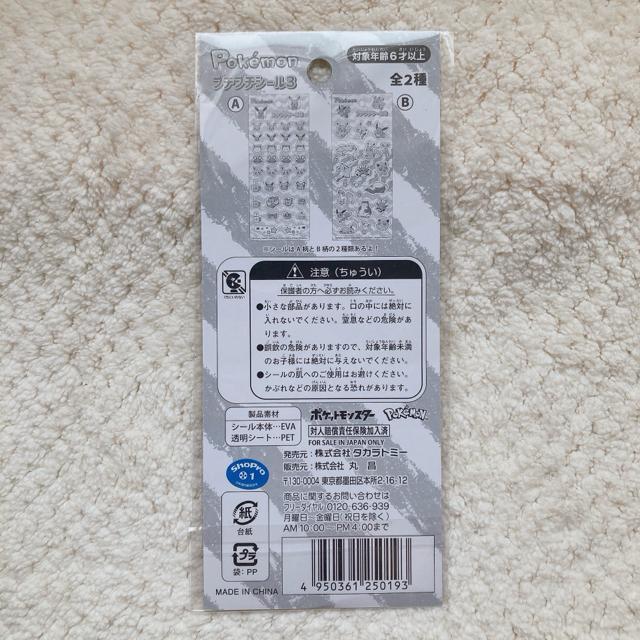 Pokémon
プチプチシール3
対象年齢6才以上
全2種
A
B
※シールはA柄とB柄の2種類あるよ!
口に入れない
注意(ちゅうい)
保護者の方へ必ずお読みください。
●小さな部品があります。口の中には絶対に
入れないでください。窒息などの危険があ
ります。
●誤飲の危険がありますので、対象年齢未満
のお子様には絶対に与えないでください。
●シールの肌へのご使用はお避けください。
かぶれなどの原因となる恐れがあります。
製品素材
シール本体…EVA
透明シート…PET
ポケットモンスター POKéMON
対人賠償責任保険加入済
FOR SALE IN JAPAN ONLY
発売元:株式会社 タカラトミー
販売元:株式会社 丸昌
〒130-0004 東京都墨田区本所2-16-12
商品に関するお問い合わせは
フリーダイヤル 0120-636-939
月曜日~金曜日(祝日を除く)
AM 10:00~PM 4:00まで
ShoPro
01
紙
台紙
プラ
袋:PP
MADE IN CHINA
4 950361 250193